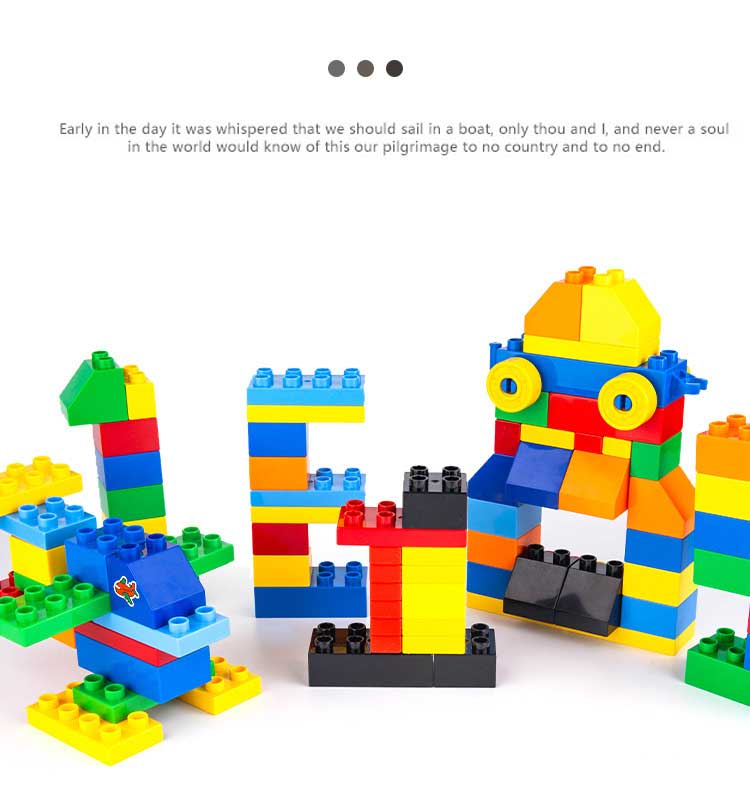 Early in the day it was whispered that we should sail in a boat, only thou and I, and never a soul
in the world would know of this our pilgrimage to no country and to no end.